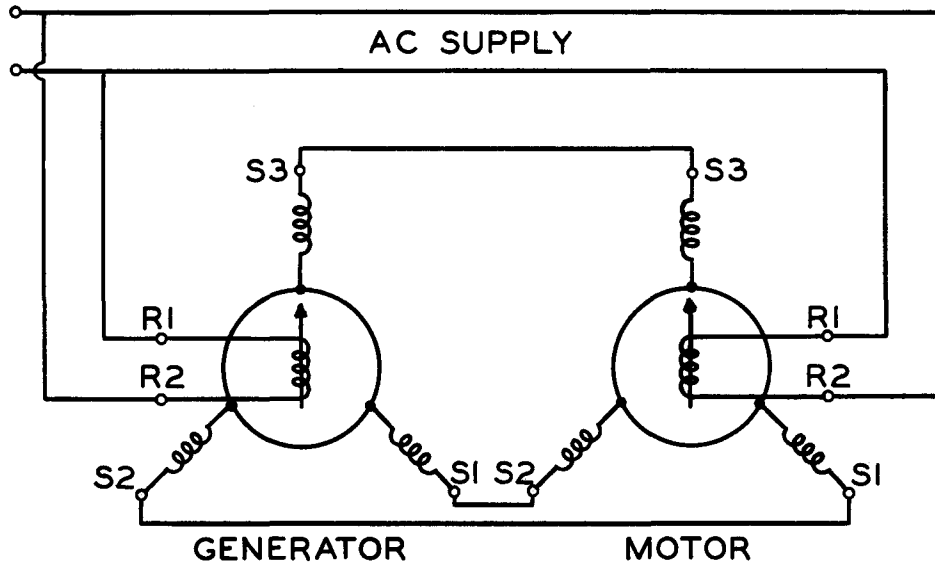 AC SUPPLY
S3
S3
R1
R1
R2
R2
S2
S1
S2
S1
GENERATOR
MOTOR